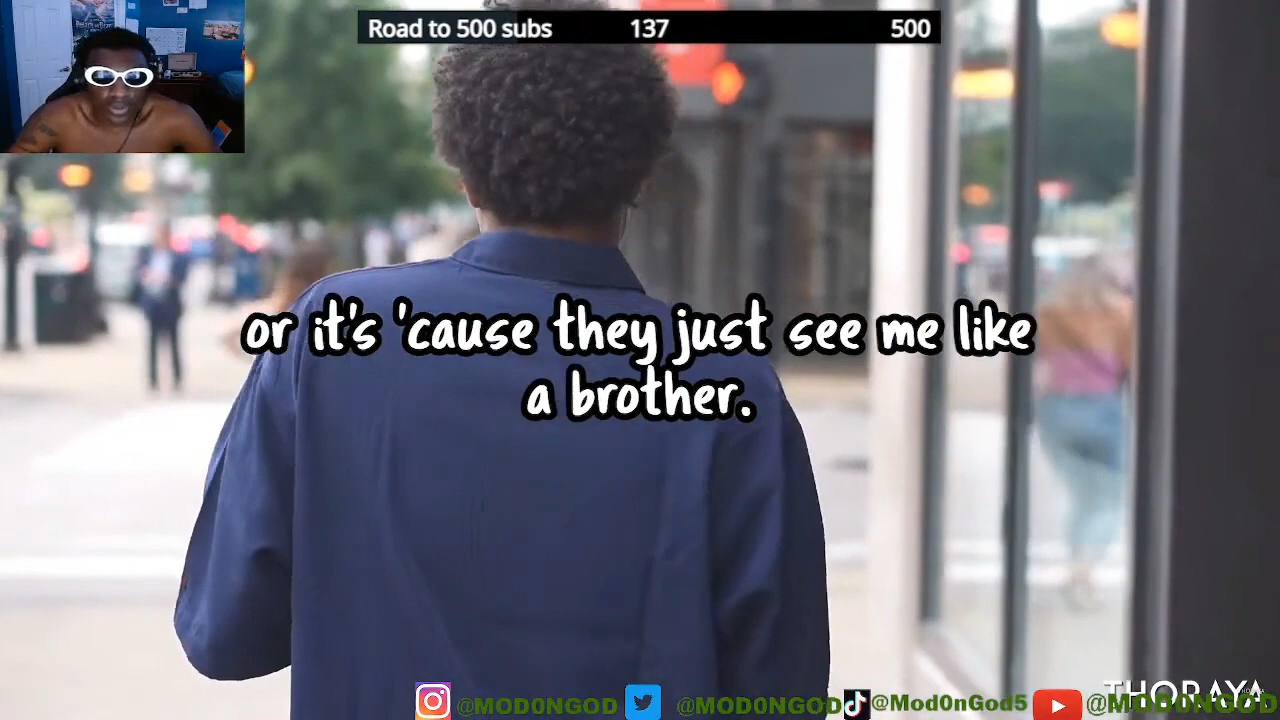 Road to 500 subs 137 500
or it's 'cause they just see me like
a brother.
THORAYA
@MOD0NGOD @MOD0NGOD @Mod0nGod5 @MOD0NGOD